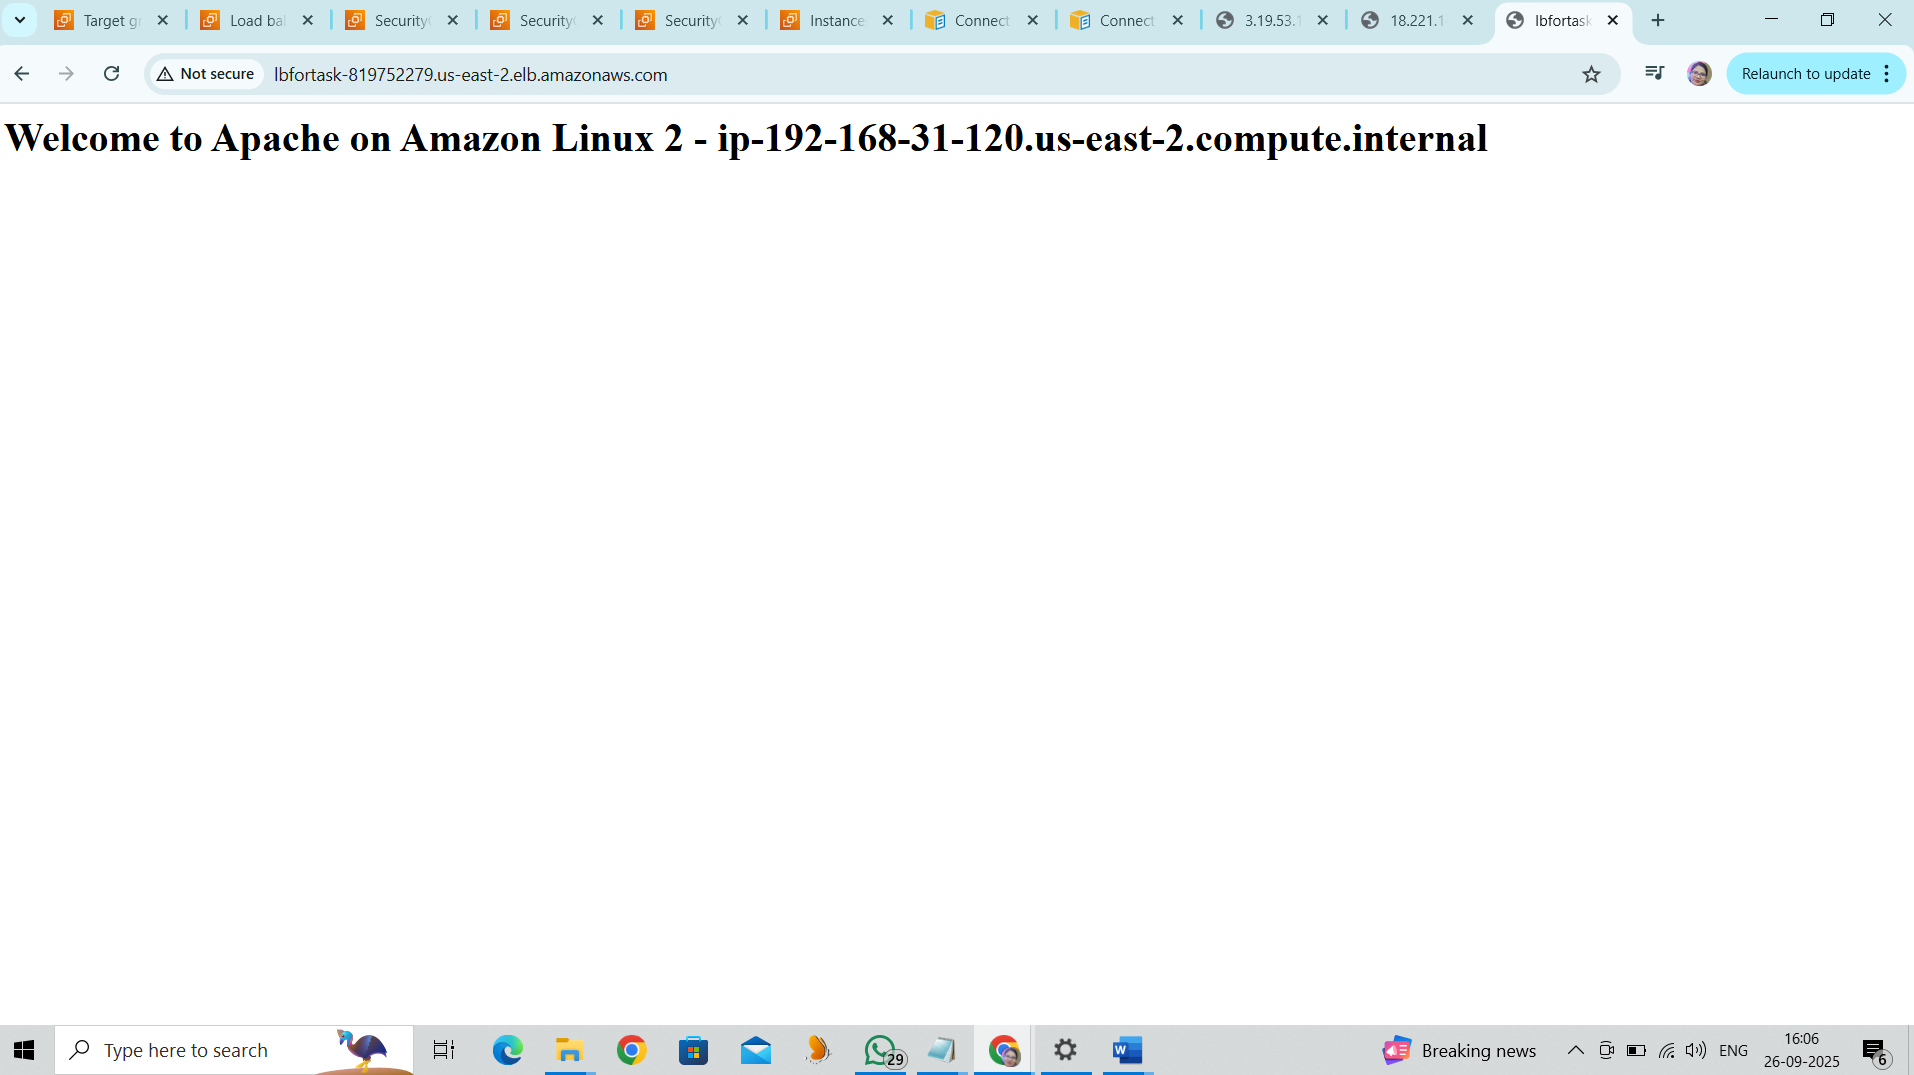 Target gr
Load bal
Security
Security
Security
Instance
Connect
Connect
3.19.53.1
18.221.1
lbfortask
Not secure
lbfortask-819752279.us-east-2.elb.amazonaws.com
Relaunch to update
Welcome to Apache on Amazon Linux 2 - ip-192-168-31-120.us-east-2.compute.internal
Type here to search
29
W
Breaking news
ENG
16:06
26-09-2025
6